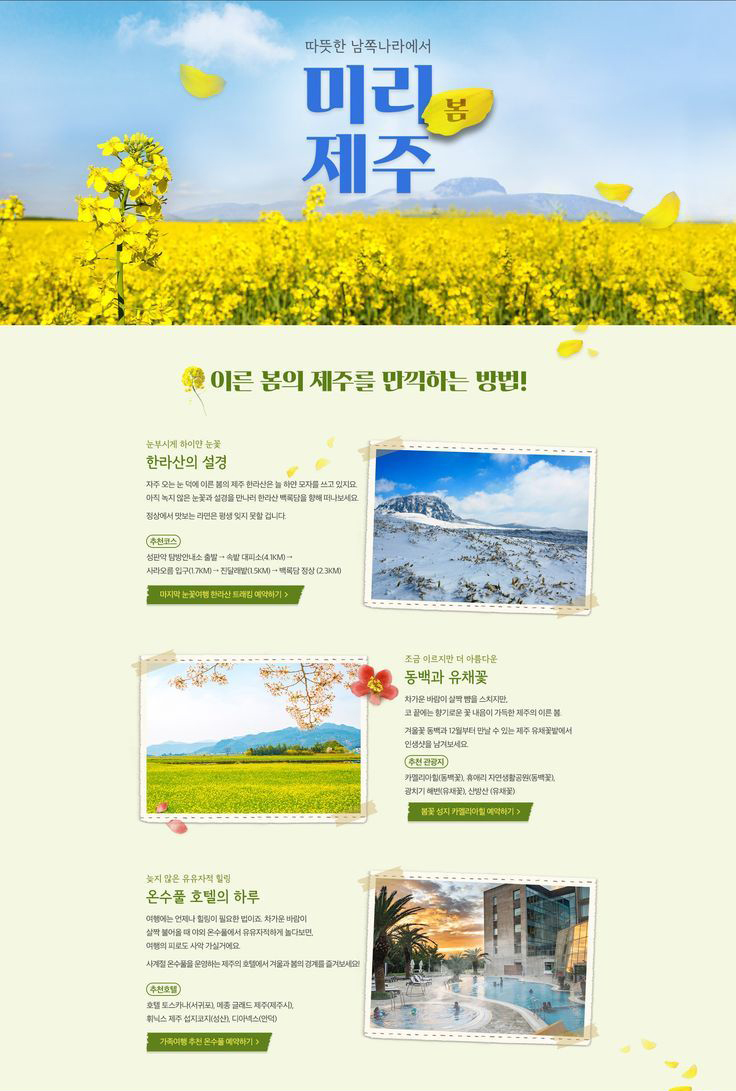 따뜻한 남쪽나라에서
미리
봄
제주
이른 봄의 제주를 만끽하는 방법!
눈부시게 하이얀 눈꽃
한라산의 설경
자주 오는 눈 덕에 이른 봄의 제주 한라산은 늘 하얀 모자를 쓰고 있지요.
아직 녹지 않은 눈꽃과 설경을 만나러 한라산 백록담을 향해 떠나보세요.
정상에서 맛보는 라면은 평생 잊지 못할 겁니다.
추천코스
성판악 탐방안내소 출발 → 속밭 대피소(4.1KM) →
사라오름 입구(1.7KM) → 진달래밭(1.5KM) → 백록담 정상 (2.3KM)
마지막 눈꽃여행 한라산 트래킹 예약하기 >
조금 이르지만 더 아름다운
동백과 유채꽃
차가운 바람이 살짝 뺨을 스치지만,
코 끝에는 향기로운 꽃 내음이 가득한 제주의 이른 봄.
겨울꽃 동백과 12월부터 만날 수 있는 제주 유채꽃밭에서
인생샷을 남겨보세요.
추천 관광지
카멜리아힐(동백꽃), 휴애리 자연생활공원(동백꽃),
광치기 해변(유채꽃), 산방산 (유채꽃)
봄꽃 성지 카멜리아힐 예약하기 >
늦지 않은 유유자적 힐링
온수풀 호텔의 하루
여행에는 언제나 힐링이 필요한 법이죠. 차가운 바람이
살짝 불어올 때 야외 온수풀에서 유유자적하게 놀다보면,
여행의 피로도 사악 가실거에요.
사계절 온수풀을 운영하는 제주의 호텔에서 겨울과 봄의 경계를 즐겨보세요!
추천호텔
호텔 토스카나(서귀포), 메종 글래드 제주(제주시),
휘닉스 제주 섭지코지(성산), 디아넥스(안덕)
가족여행 추천 온수풀 예약하기 >